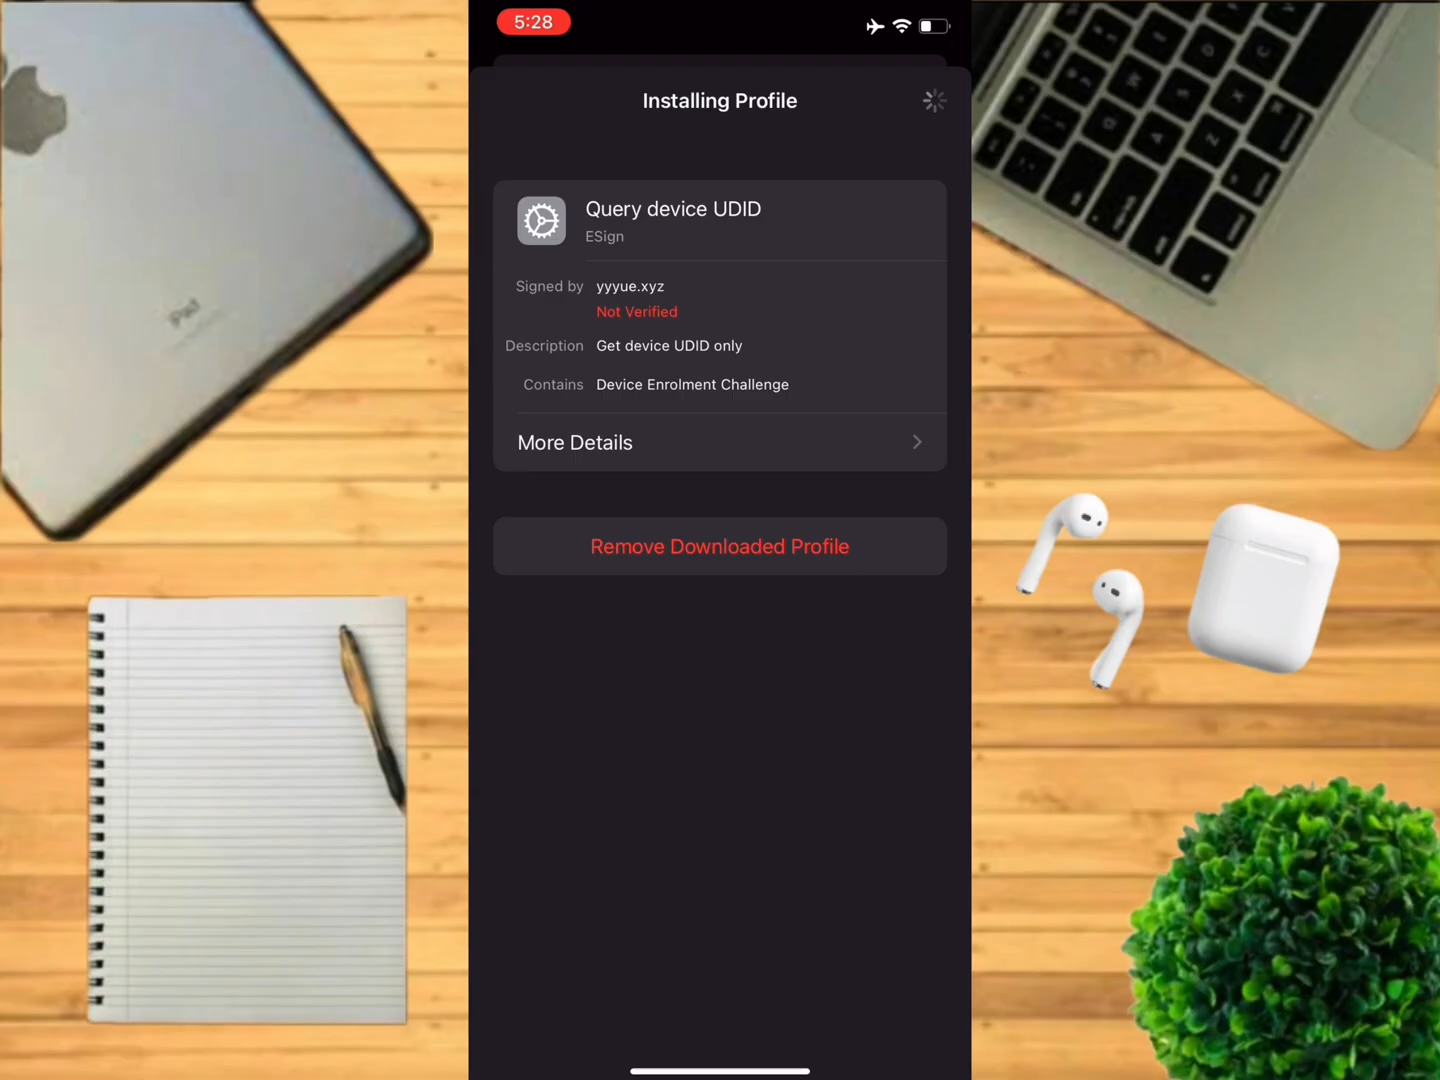 5:28
Installing Profile
Query device UDID
ESign
Signed by yyyue.xyz
Not Verified
Description Get device UDID only
Contains Device Enrolment Challenge
More Details
Remove Downloaded Profile
iPad